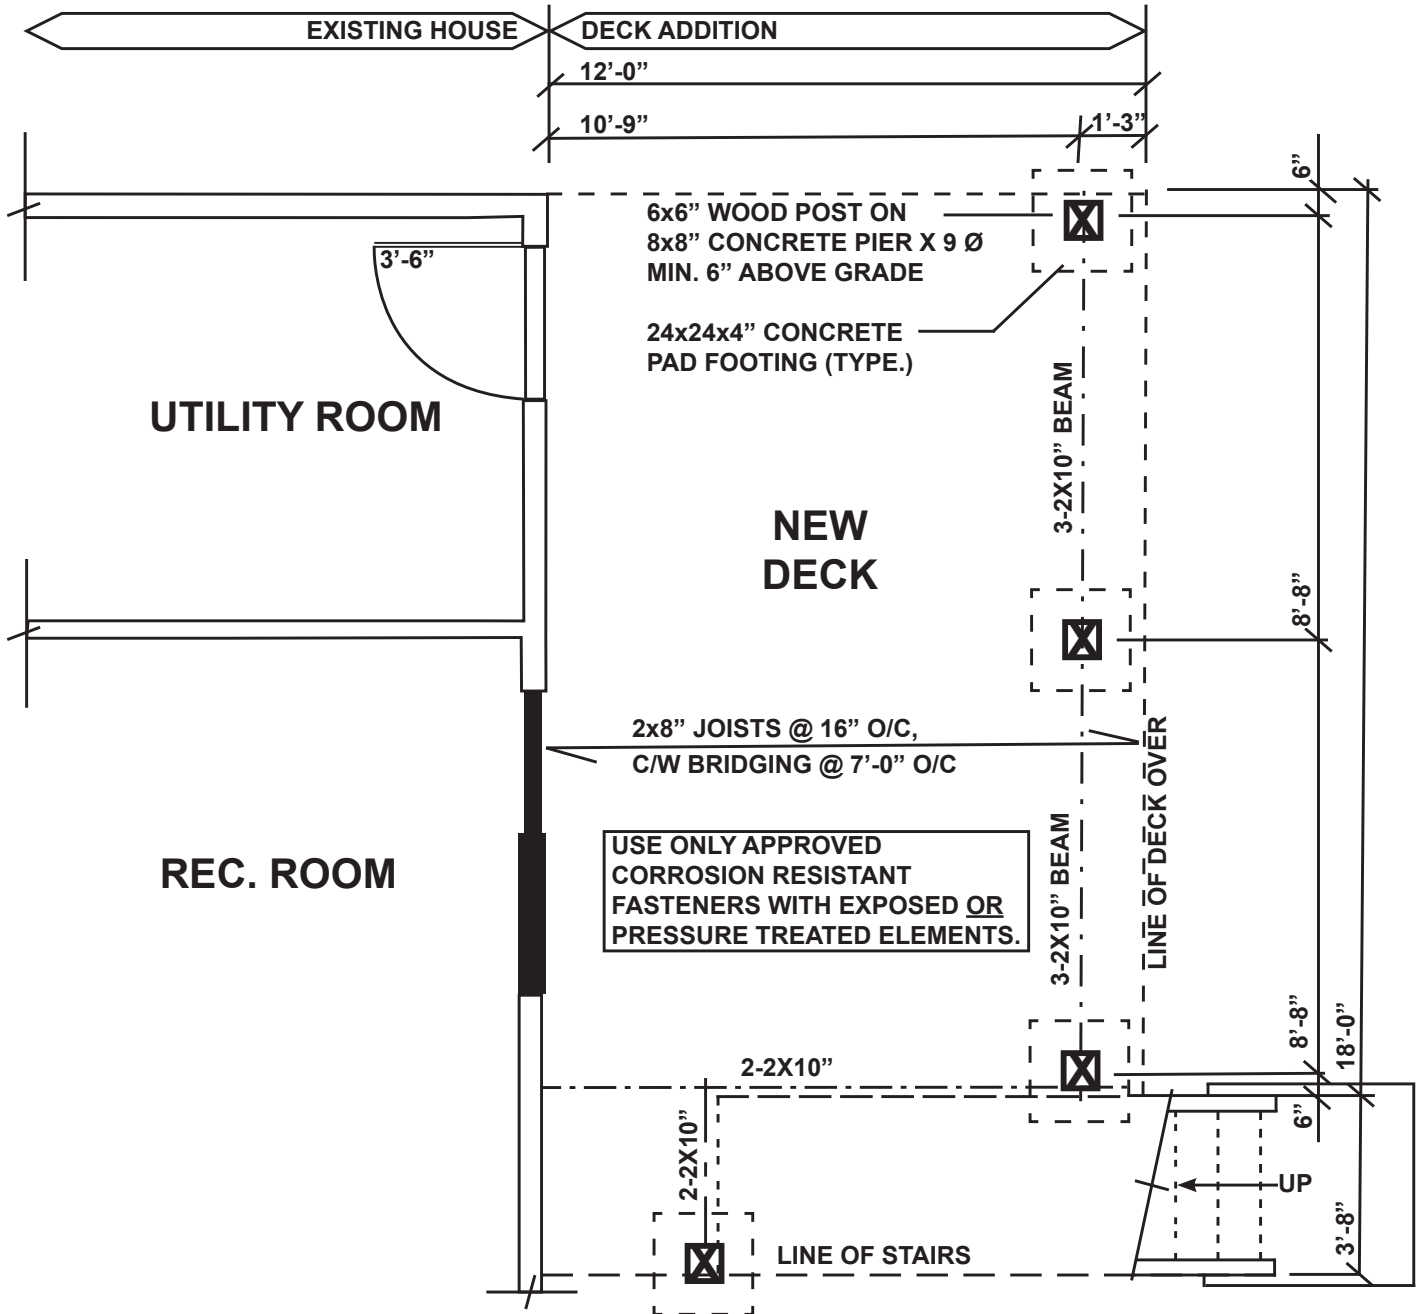 EXISTING HOUSE
DECK ADDITION
12’-0”
10’-9”
1’-3”
6”
6x6” WOOD POST ON
8x8” CONCRETE PIER X 9 Ø
MIN. 6” ABOVE GRADE
3’-6”
24x24x4” CONCRETE
PAD FOOTING (TYPE.)
UTILITY ROOM
3-2X10” BEAM
NEW
DECK
8’-8”
2x8” JOISTS @ 16” O/C,
C/W BRIDGING @ 7’-0” O/C
LINE OF DECK OVER
USE ONLY APPROVED
CORROSION RESISTANT
FASTENERS WITH EXPOSED OR
PRESSURE TREATED ELEMENTS.
REC. ROOM
3-2X10” BEAM
8’-8”
18’-0”
2-2X10”
6”
2-2X10”
UP
3’-8”
LINE OF STAIRS
X
X
X
X